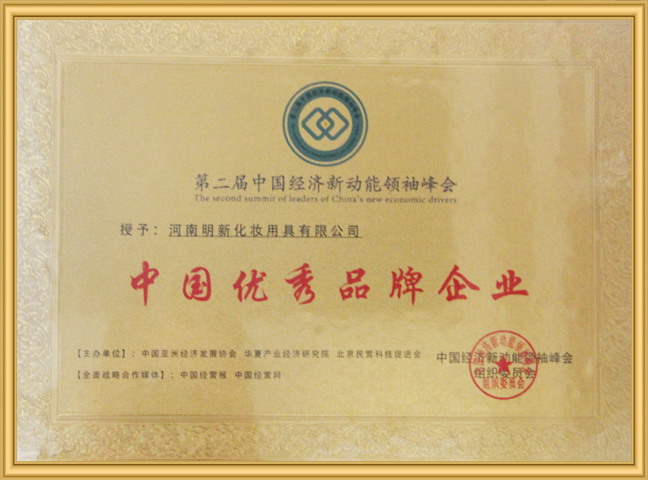 第二届中国经济新动能领袖峰会
The second summit of leaders of China's new economic drivers
授予：河南明新化妆用具有限公司
中国优秀品牌企业
【主办单位】：中国亚洲经济发展协会 华夏产业经济研究院 北京民营科技促进会
【全面战略合作媒体】：中国经营报 中国经营网
中国经济新动能领袖峰会
组织委员会
组织委员会